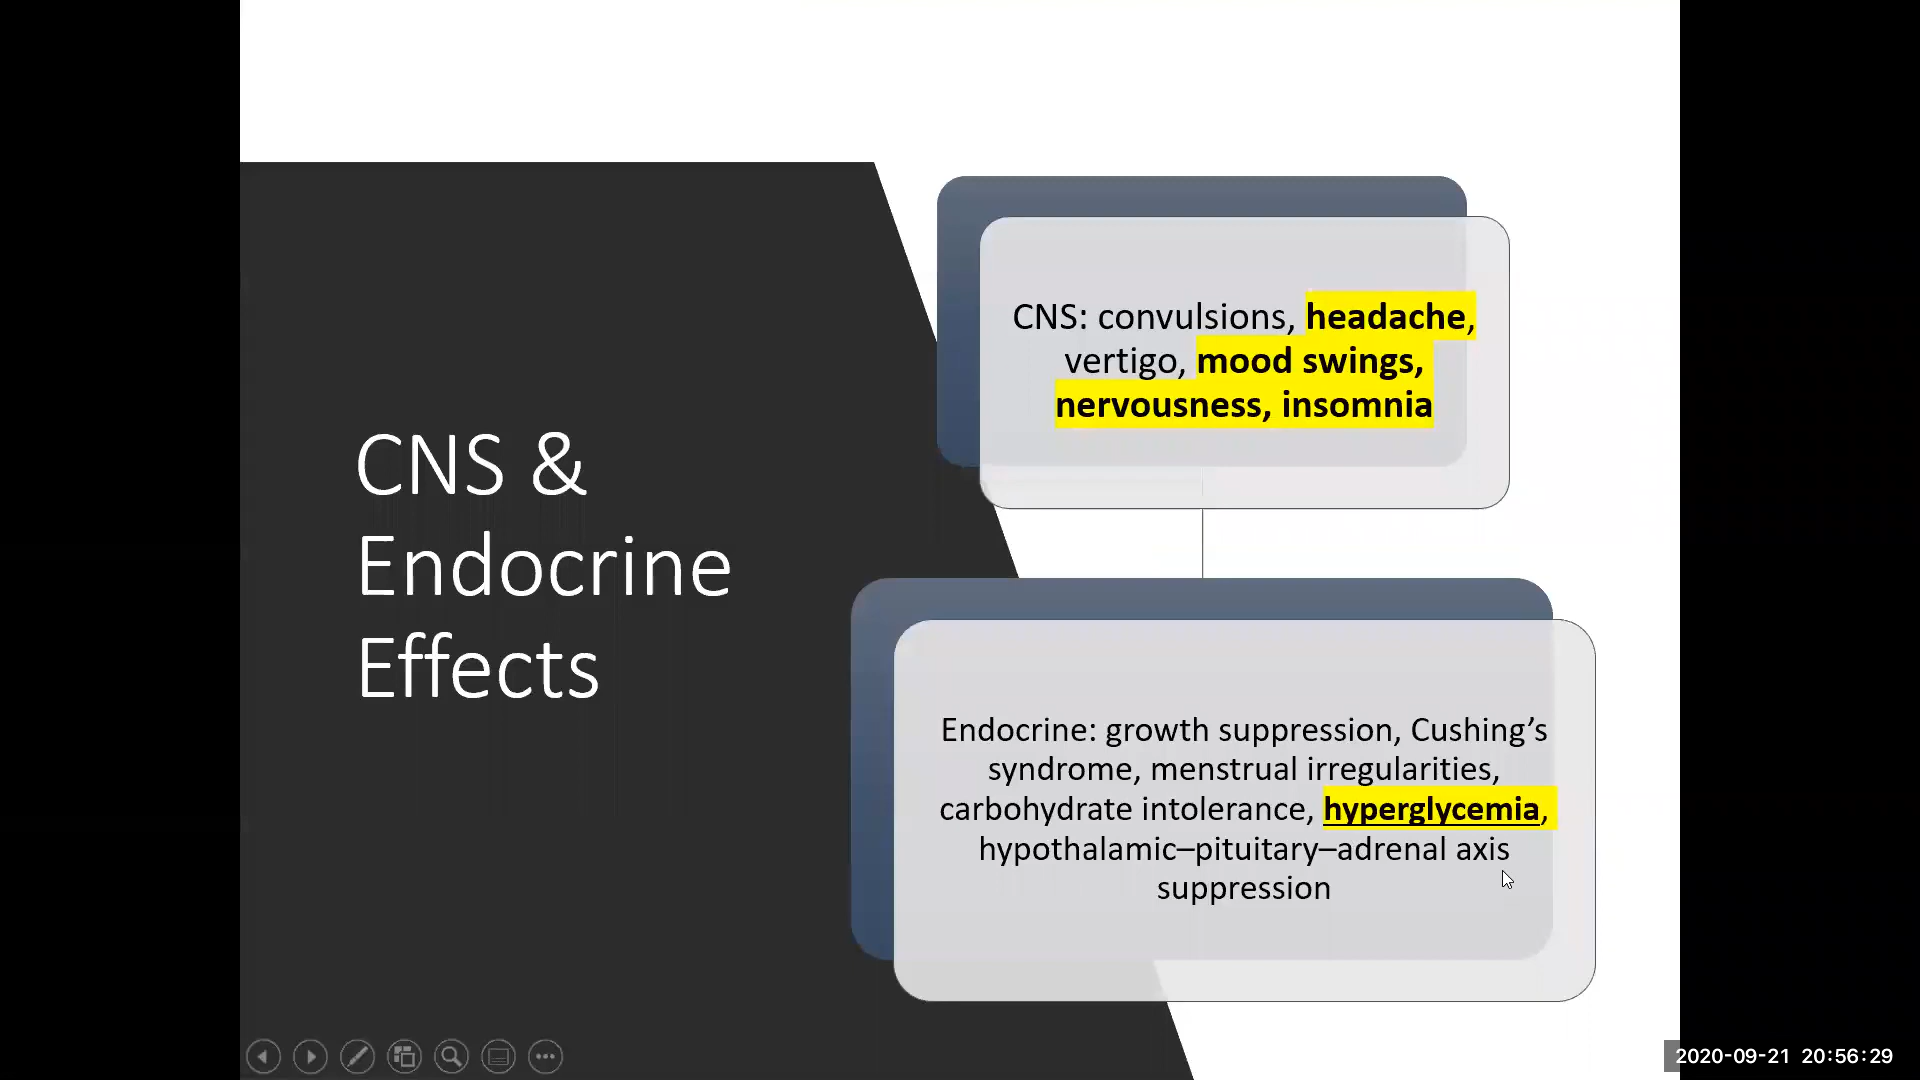 CNS &
Endocrine
Effects
CNS: convulsions, headache,
vertigo, mood swings,
nervousness, insomnia
Endocrine: growth suppression, Cushing’s
syndrome, menstrual irregularities,
carbohydrate intolerance, hyperglycemia,
hypothalamic–pituitary–adrenal axis
suppression
2020-09-21 20:56:29